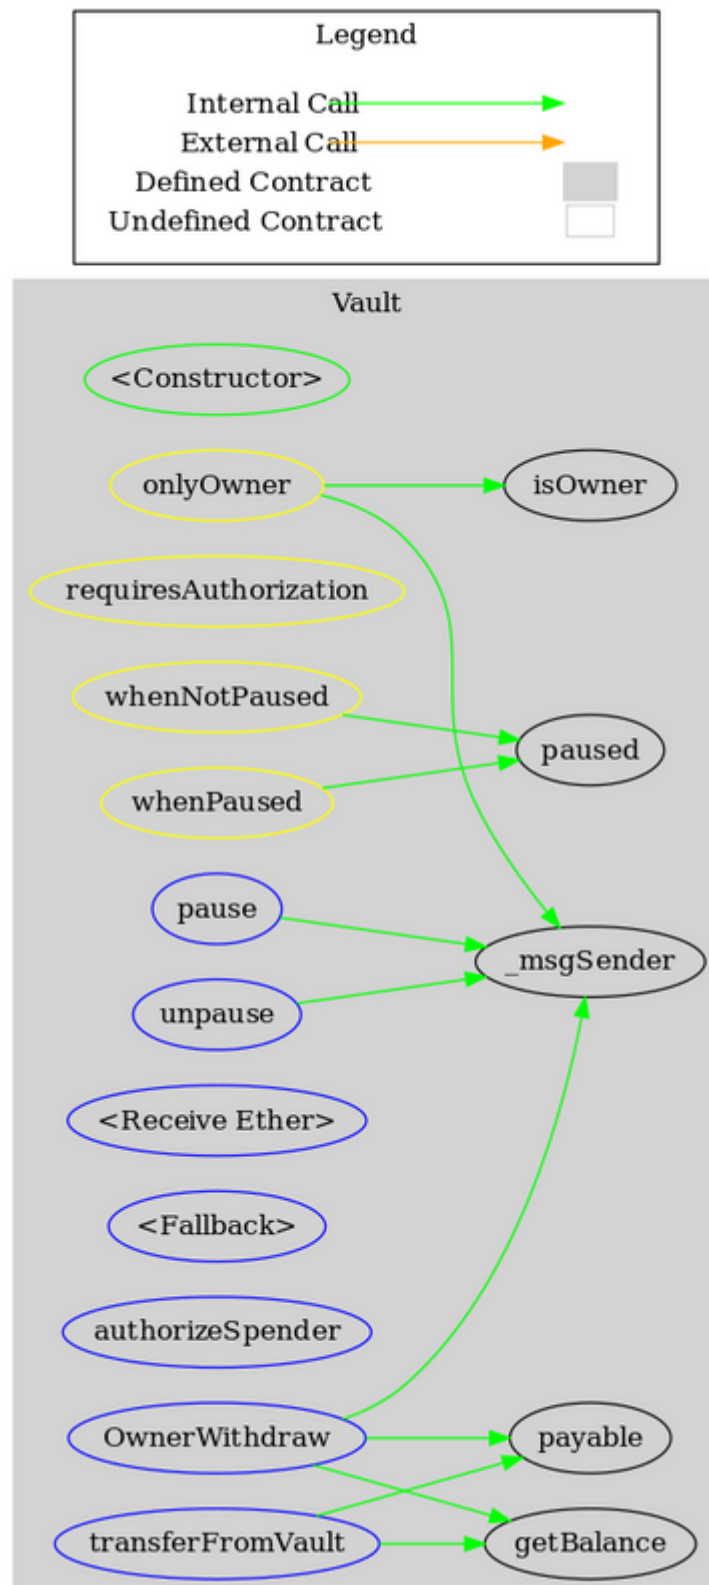 Legend
Internal Call
External Call
Defined Contract
Undefined Contract
Vault
<Constructor>
onlyOwner
isOwner
requiresAuthorization
whenNotPaused
paused
whenPaused
pause
_msgSender
unpause
<Receive Ether>
<Fallback>
authorizeSpender
OwnerWithdraw
payable
transferFromVault
getBalance